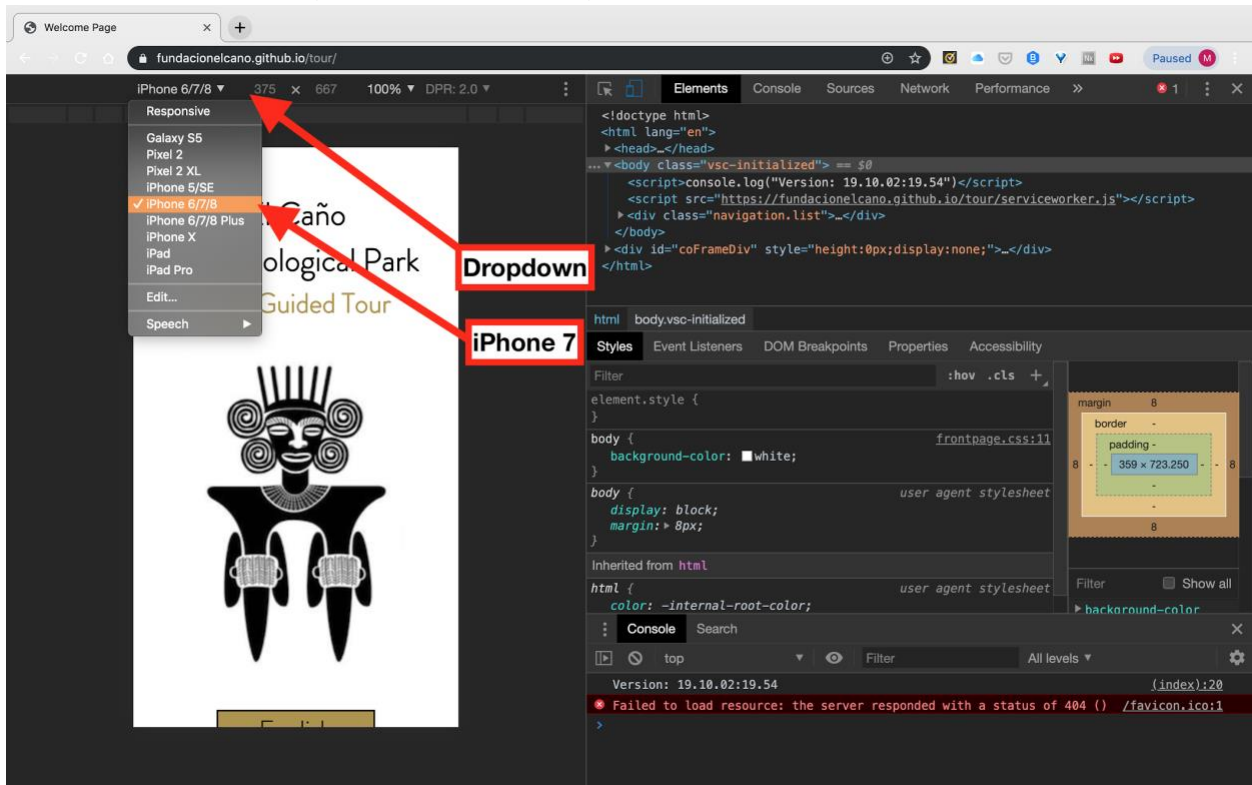 Welcome Page
fundacionelcano.github.io/tour/
Paused M
iPhone 6/7/8 ▼ 375 x 667 100% ▼ DPR: 2.0 ▼
Responsive
Galaxy S5
Pixel 2
Pixel 2 XL
iPhone 5/SE
✓ iPhone 6/7/8
iPhone 6/7/8 Plus
iPhone X
iPad
iPad Pro
Edit...
Speech
Caño
ological Park
Guided Tour
Dropdown
iPhone 7
Elements Console Sources Network Performance » 1
<!doctype html>
<html lang="en">
<head>…</head>
...<body class="vsc-initialized"> == $0
<script>console.log("Version: 19.10.02:19.54")</script>
<script src="https://fundacionelcano.github.io/tour/serviceworker.js"></script>
<div class="navigation.list">…</div>
</body>
<div id="coFrameDiv" style="height:0px;display:none;">…</div>
</html>
html body.vsc-initialized
Styles Event Listeners DOM Breakpoints Properties Accessibility
Filter :hov .cls +
element.style {
}
body { frontpage.css:11
background-color: white;
}
body { user agent stylesheet
display: block;
margin: 8px;
}
Inherited from html
html { user agent stylesheet
color: -internal-root-color;
margin 8
border -
padding -
8 - - 359 × 723.250 - - 8
-
-
8
Filter Show all
background-color
Console Search
top Filter All levels ▼
Version: 19.10.02:19.54 (index):20
Failed to load resource: the server responded with a status of 404 () /favicon.ico:1